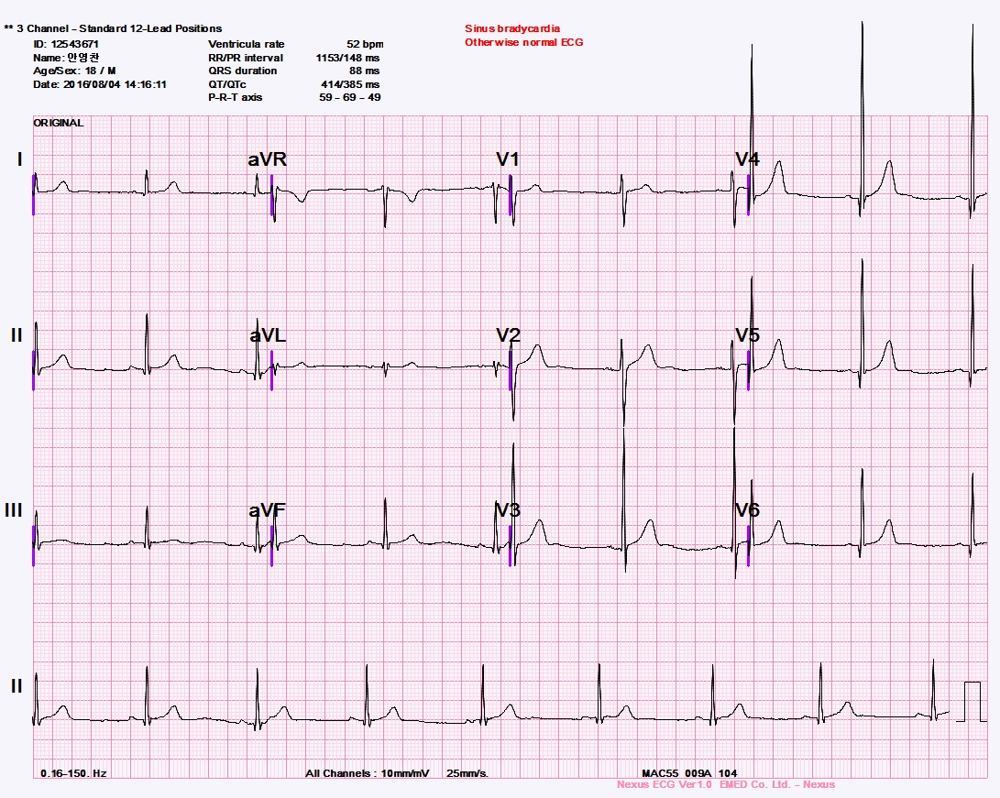 ** 3 Channel - Standard 12-Lead Positions
ID: 12543671
Name: 안영찬
Age/Sex: 18 / M
Date: 2016/08/04 14:16:11
Ventricula rate 52 bpm
RR/PR interval 1153/148 ms
QRS duration 88 ms
QT/QTc 414/385 ms
P-R-T axis 59 - 69 - 49
Sinus bradycardia
Otherwise normal ECG
ORIGINAL
I aVR V1 V4
II aVL V2 V5
III aVF V3 V6
II
0.16-150. Hz All Channels : 10mm/mV 25mm/s. MAC55 009A 104
Nexus ECG Ver1.0 EMED Co. Ltd. - Nexus